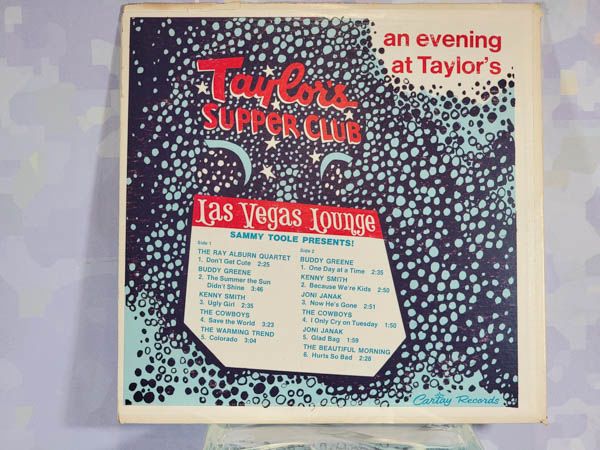 an evening
at Taylor's
Taylor's
SUPPER CLUB
Las Vegas Lounge
SAMMY TOOLE PRESENTS!
Side 1
THE RAY ALBURN QUARTET
1. Don't Get Cute 2:25
BUDDY GREENE
2. The Summer the Sun
Didn't Shine 3:46
KENNY SMITH
3. Ugly Girl 2:35
THE COWBOYS
4. Save the World 3:23
THE WARMING TREND
5. Colorado 3:04
Side 2
BUDDY GREENE
1. One Day at a Time 2:35
KENNY SMITH
2. Because We're Kids 2:50
JONI JANAK
3. Now He's Gone 2:51
THE COWBOYS
4. I Only Cry on Tuesday 1:50
JONI JANAK
5. Glad Bag 1:59
THE BEAUTIFUL MORNING
6. Hurts So Bad 2:28
Cartay Records